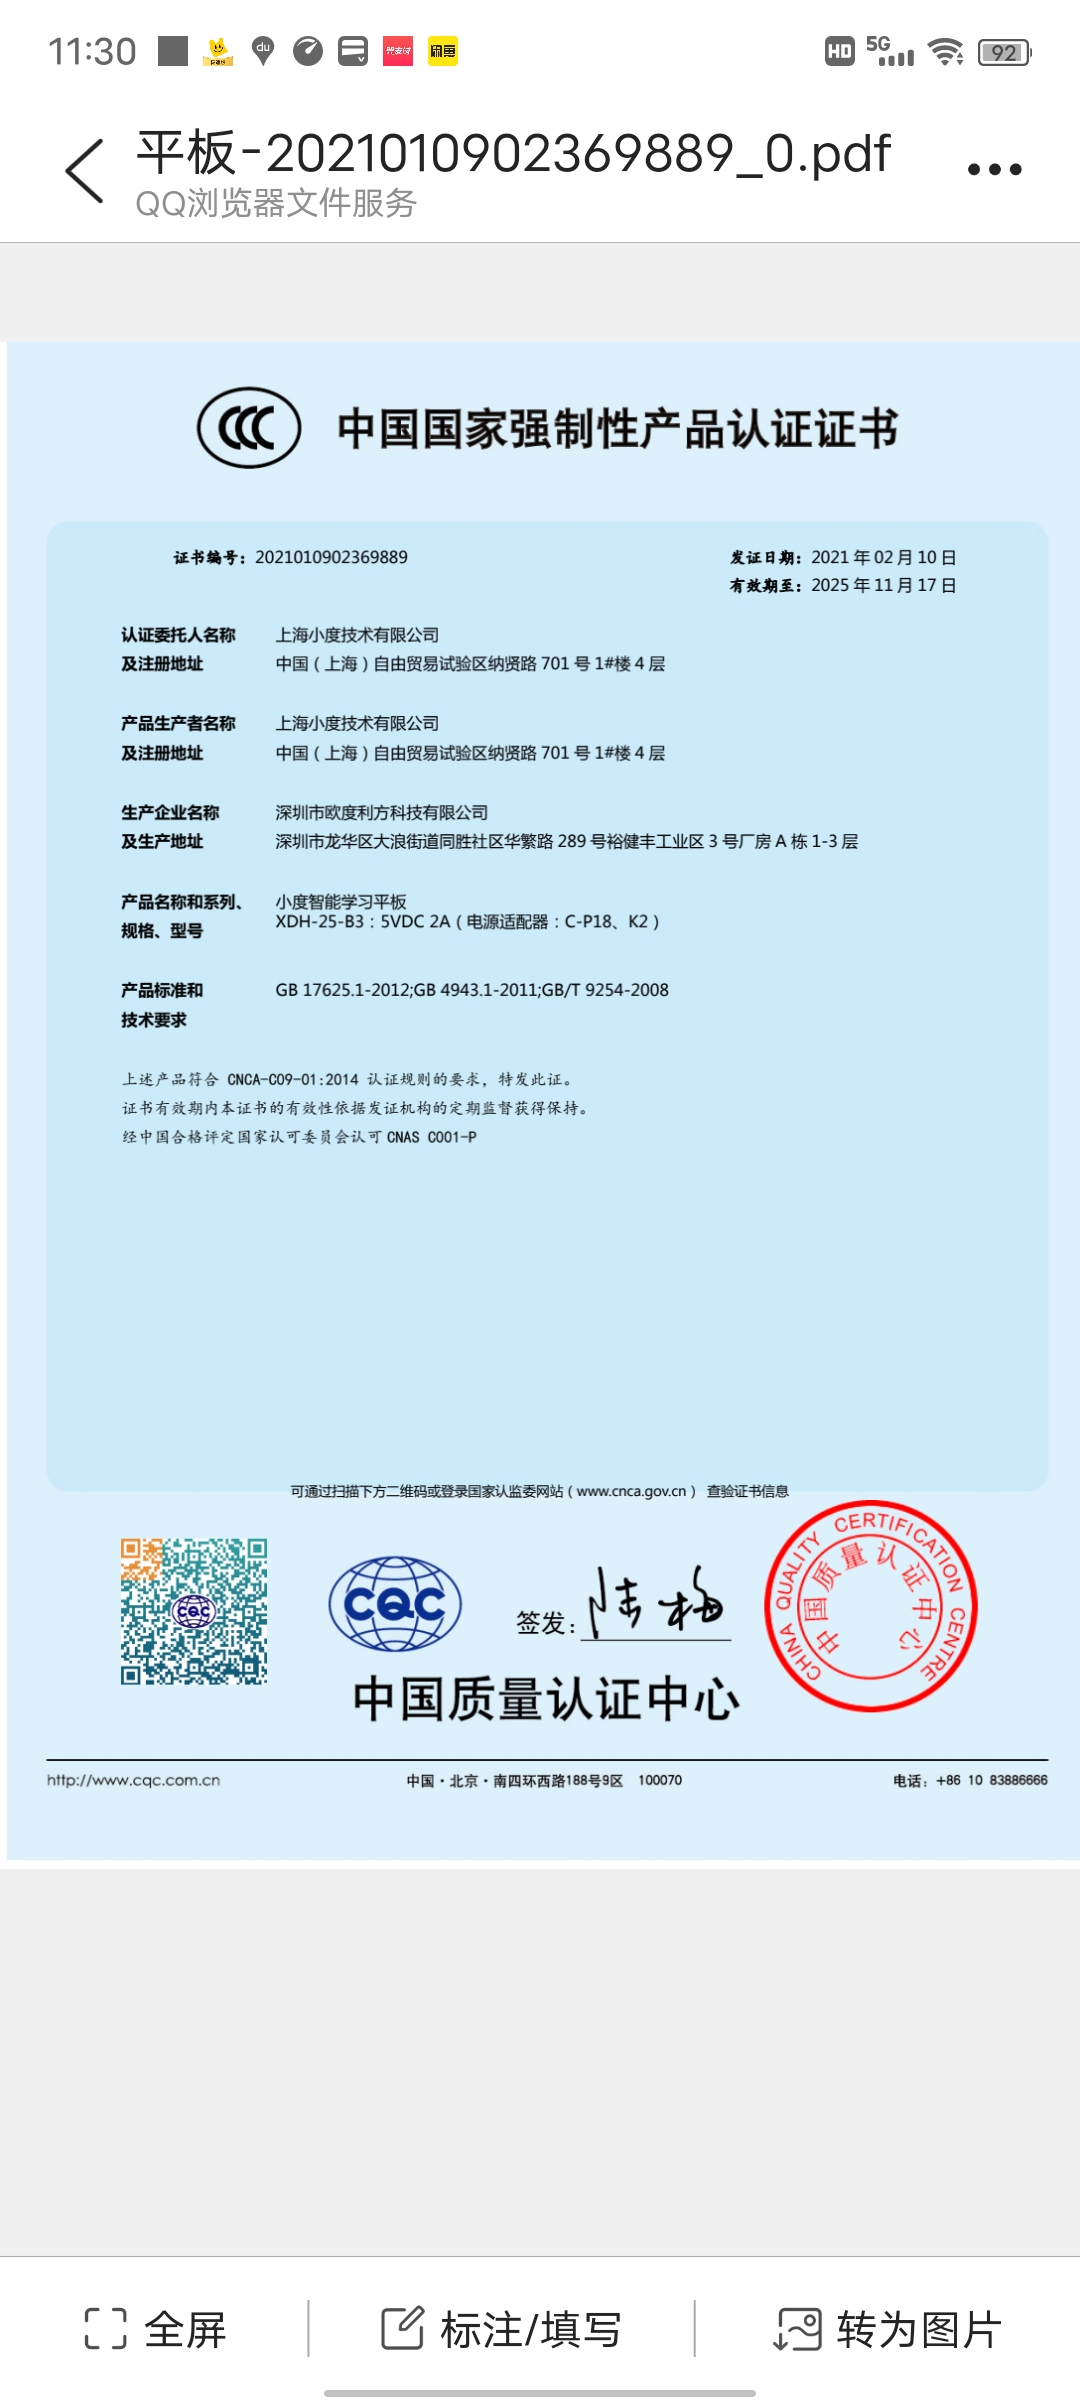 11:30
HD 5G 92
平板-2021010902369889_0.pdf
QQ浏览器文件服务
中国国家强制性产品认证证书
证书编号：2021010902369889
发证日期：2021 年 02 月 10 日
有效期至：2025 年 11 月 17 日
认证委托人名称 上海小度技术有限公司
及注册地址 中国（上海）自由贸易试验区纳贤路 701 号 1#楼 4 层
产品生产者名称 上海小度技术有限公司
及注册地址 中国（上海）自由贸易试验区纳贤路 701 号 1#楼 4 层
生产企业名称 深圳市欧度利方科技有限公司
及生产地址 深圳市龙华区大浪街道同胜社区华繁路 289 号裕健丰工业区 3 号厂房 A 栋 1-3 层
产品名称和系列、 小度智能学习平板
规格、型号 XDH-25-B3：5VDC 2A（电源适配器：C-P18、K2）
产品标准和 GB 17625.1-2012;GB 4943.1-2011;GB/T 9254-2008
技术要求
上述产品符合 CNCA-C09-01:2014 认证规则的要求，特发此证。
证书有效期内本证书的有效性依据发证机构的定期监督获得保持。
经中国合格评定国家认可委员会认可 CNAS C001-P
可通过扫描下方二维码或登录国家认监委网站（www.cnca.gov.cn） 查验证书信息
CQC
CQC
签发：陆梅
CHINA QUALITY CERTIFICATION CENTRE
中国质量认证中心
中国质量认证中心
http://www.cqc.com.cn
中国·北京·南四环西路188号9区 100070
电话：+86 10 83886666
全屏
标注/填写
转为图片